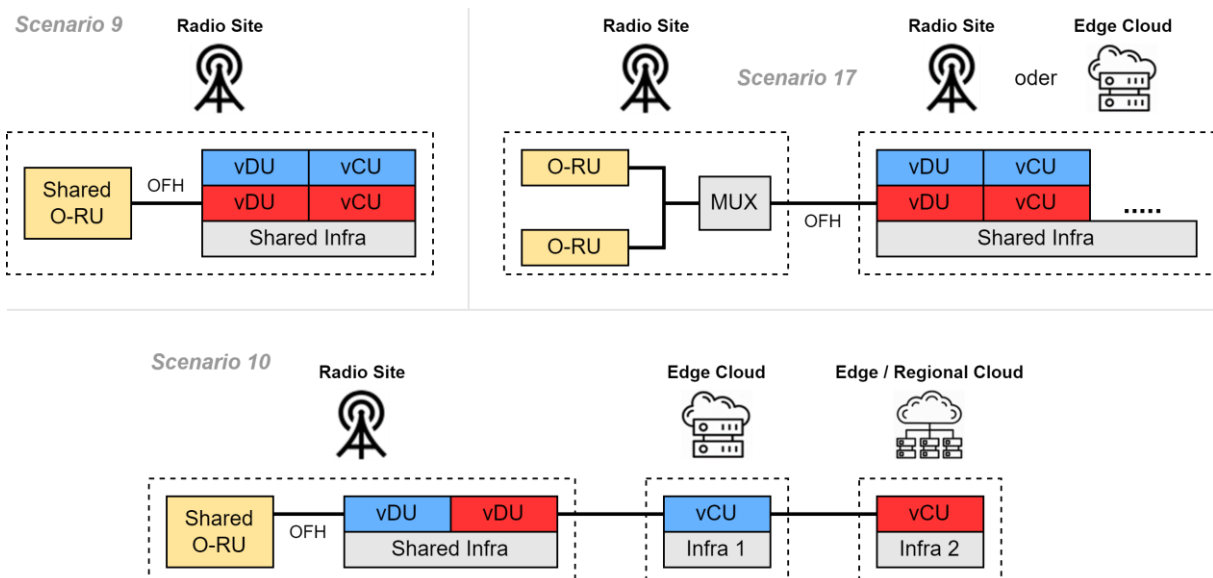 Scenario 9
Radio Site
Shared
O-RU
OFH
vDU
vCU
vDU
vCU
Shared Infra
Radio Site
Scenario 17
Radio Site
oder
Edge Cloud
O-RU
O-RU
MUX
OFH
vDU
vCU
vDU
vCU
.....
Shared Infra
Scenario 10
Radio Site
Edge Cloud
Edge / Regional Cloud
Shared
O-RU
OFH
vDU
vDU
Shared Infra
vCU
Infra 1
vCU
Infra 2